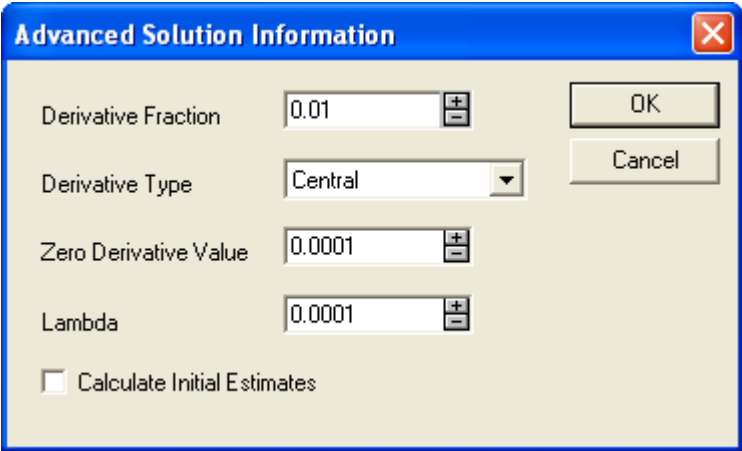 Advanced Solution Information
Derivative Fraction 0.01
OK
Derivative Type Central
Cancel
Zero Derivative Value 0.0001
Lambda 0.0001
Calculate Initial Estimates